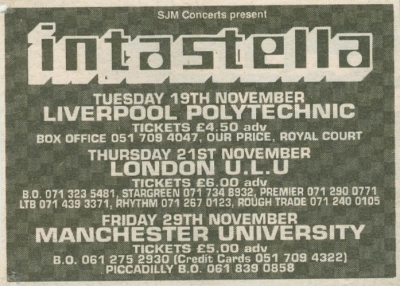 SJM Concerts present
intastella
TUESDAY 19TH NOVEMBER
LIVERPOOL POLYTECHNIC
TICKETS £4.50 adv
BOX OFFICE 051 709 4047, OUR PRICE, ROYAL COURT
THURSDAY 21ST NOVEMBER
LONDON U.L.U
TICKETS £6.00 adv
B.O. 071 323 5481, STARGREEN 071 734 8932, PREMIER 071 290 0771
LTB 071 439 3371, RHYTHM 071 267 0123, ROUGH TRADE 071 240 0105
FRIDAY 29TH NOVEMBER
MANCHESTER UNIVERSITY
TICKETS £5.00 adv
B.O. 061 275 2930 (Credit Cards 051 709 4322)
PICCADILLY B.O. 061 839 0858